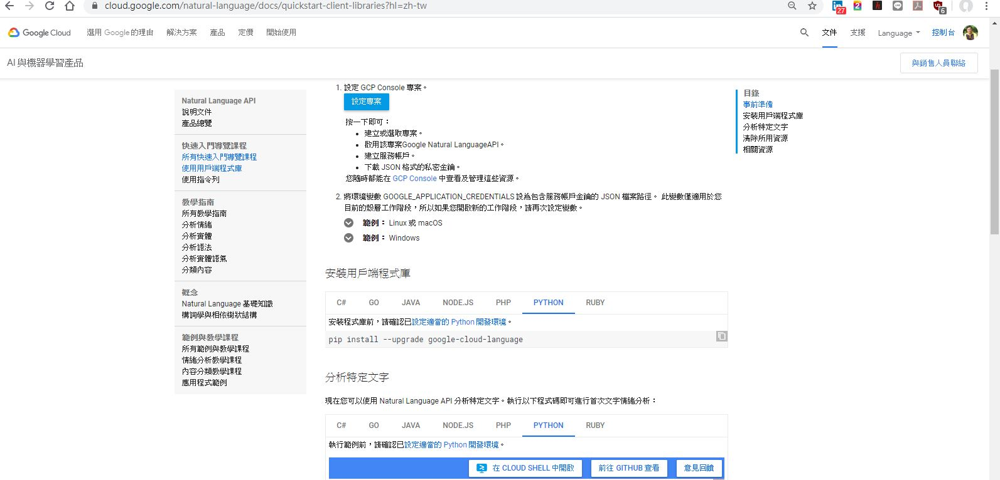 cloud.google.com/natural-language/docs/quickstart-client-libraries?hl=zh-tw
27
2
h
6
Google Cloud
選用 Google 的理由
解決方案
產品
定價
開始使用
文件
支援
Language
控制台
AI 與機器學習產品
與銷售人員聯絡
Natural Language API
說明文件
產品總覽
快速入門導覽課程
所有快速入門導覽課程
使用用戶端程式庫
使用指令列
教學指南
所有教學指南
分析情緒
分析實體
分析語法
分析實體語氣
分類內容
概念
Natural Language 基礎知識
構詞學與相依樹狀結構
範例與教學課程
所有範例與教學課程
情緒分析教學課程
內容分類教學課程
應用程式範例
1. 設定 GCP Console 專案。
設定專案
按一下即可：
建立或選取專案。
啟用該專案Google Natural LanguageAPI。
建立服務帳戶。
下載 JSON 格式的私密金鑰。
您隨時都能在 GCP Console 中查看及管理這些資源。
2. 將環境變數 GOOGLE_APPLICATION_CREDENTIALS 設為包含服務帳戶金鑰的 JSON 檔案路徑。 此變數僅適用於您
目前的殼層工作階段，所以如果您開啟新的工作階段，請再次設定變數。
範例： Linux 或 macOS
範例： Windows
安裝用戶端程式庫
C# GO JAVA NODE.JS PHP PYTHON RUBY
安裝程式庫前，請確認已設定適當的 Python 開發環境。
pip install --upgrade google-cloud-language
分析特定文字
現在您可以使用 Natural Language API 分析特定文字。執行以下程式碼即可進行首次文字情緒分析：
C# GO JAVA NODE.JS PHP PYTHON RUBY
執行範例前，請確認已設定適當的 Python 開發環境。
在 CLOUD SHELL 中開啟
前往 GITHUB 查看
意見回饋
目錄
事前準備
安裝用戶端程式庫
分析特定文字
清除所用資源
相關資源